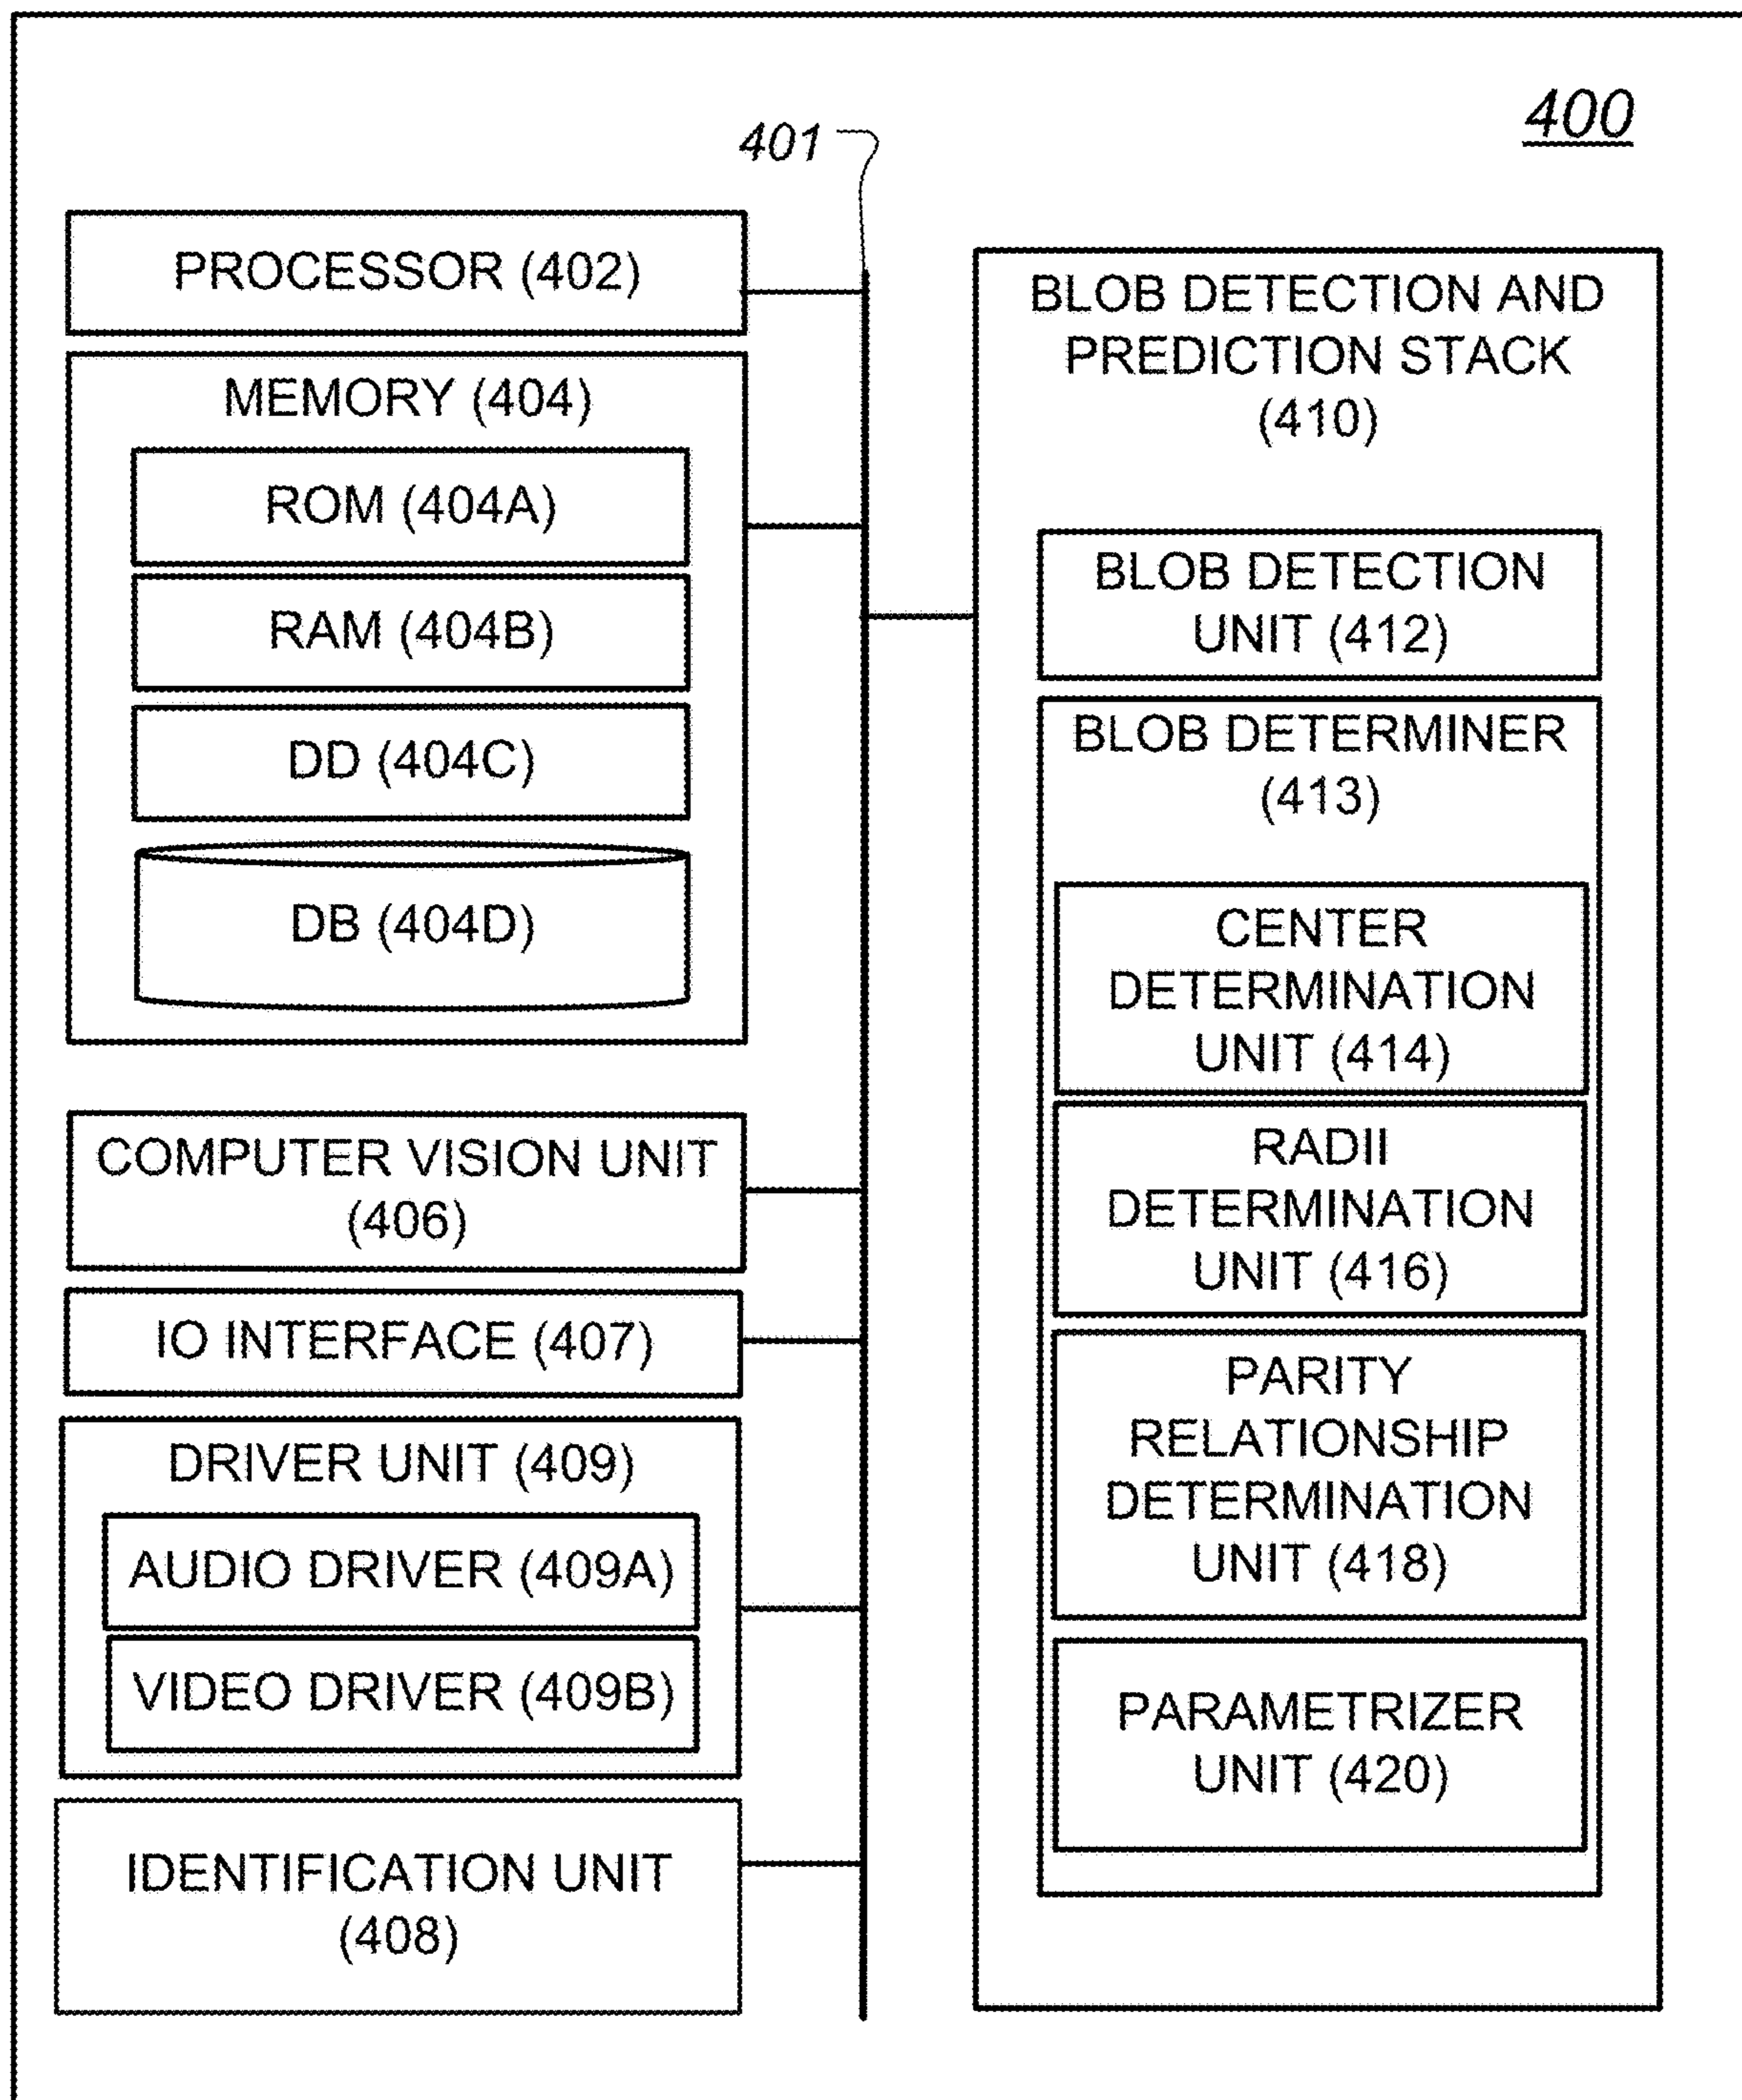 400
401
PROCESSOR (402)
MEMORY (404)
ROM (404A)
RAM (404B)
DD (404C)
DB (404D)
COMPUTER VISION UNIT
(406)
IO INTERFACE (407)
DRIVER UNIT (409)
AUDIO DRIVER (409A)
VIDEO DRIVER (409B)
IDENTIFICATION UNIT
(408)
BLOB DETECTION AND
PREDICTION STACK
(410)
BLOB DETECTION
UNIT (412)
BLOB DETERMINER
(413)
CENTER
DETERMINATION
UNIT (414)
RADII
DETERMINATION
UNIT (416)
PARITY
RELATIONSHIP
DETERMINATION
UNIT (418)
PARAMETRIZER
UNIT (420)